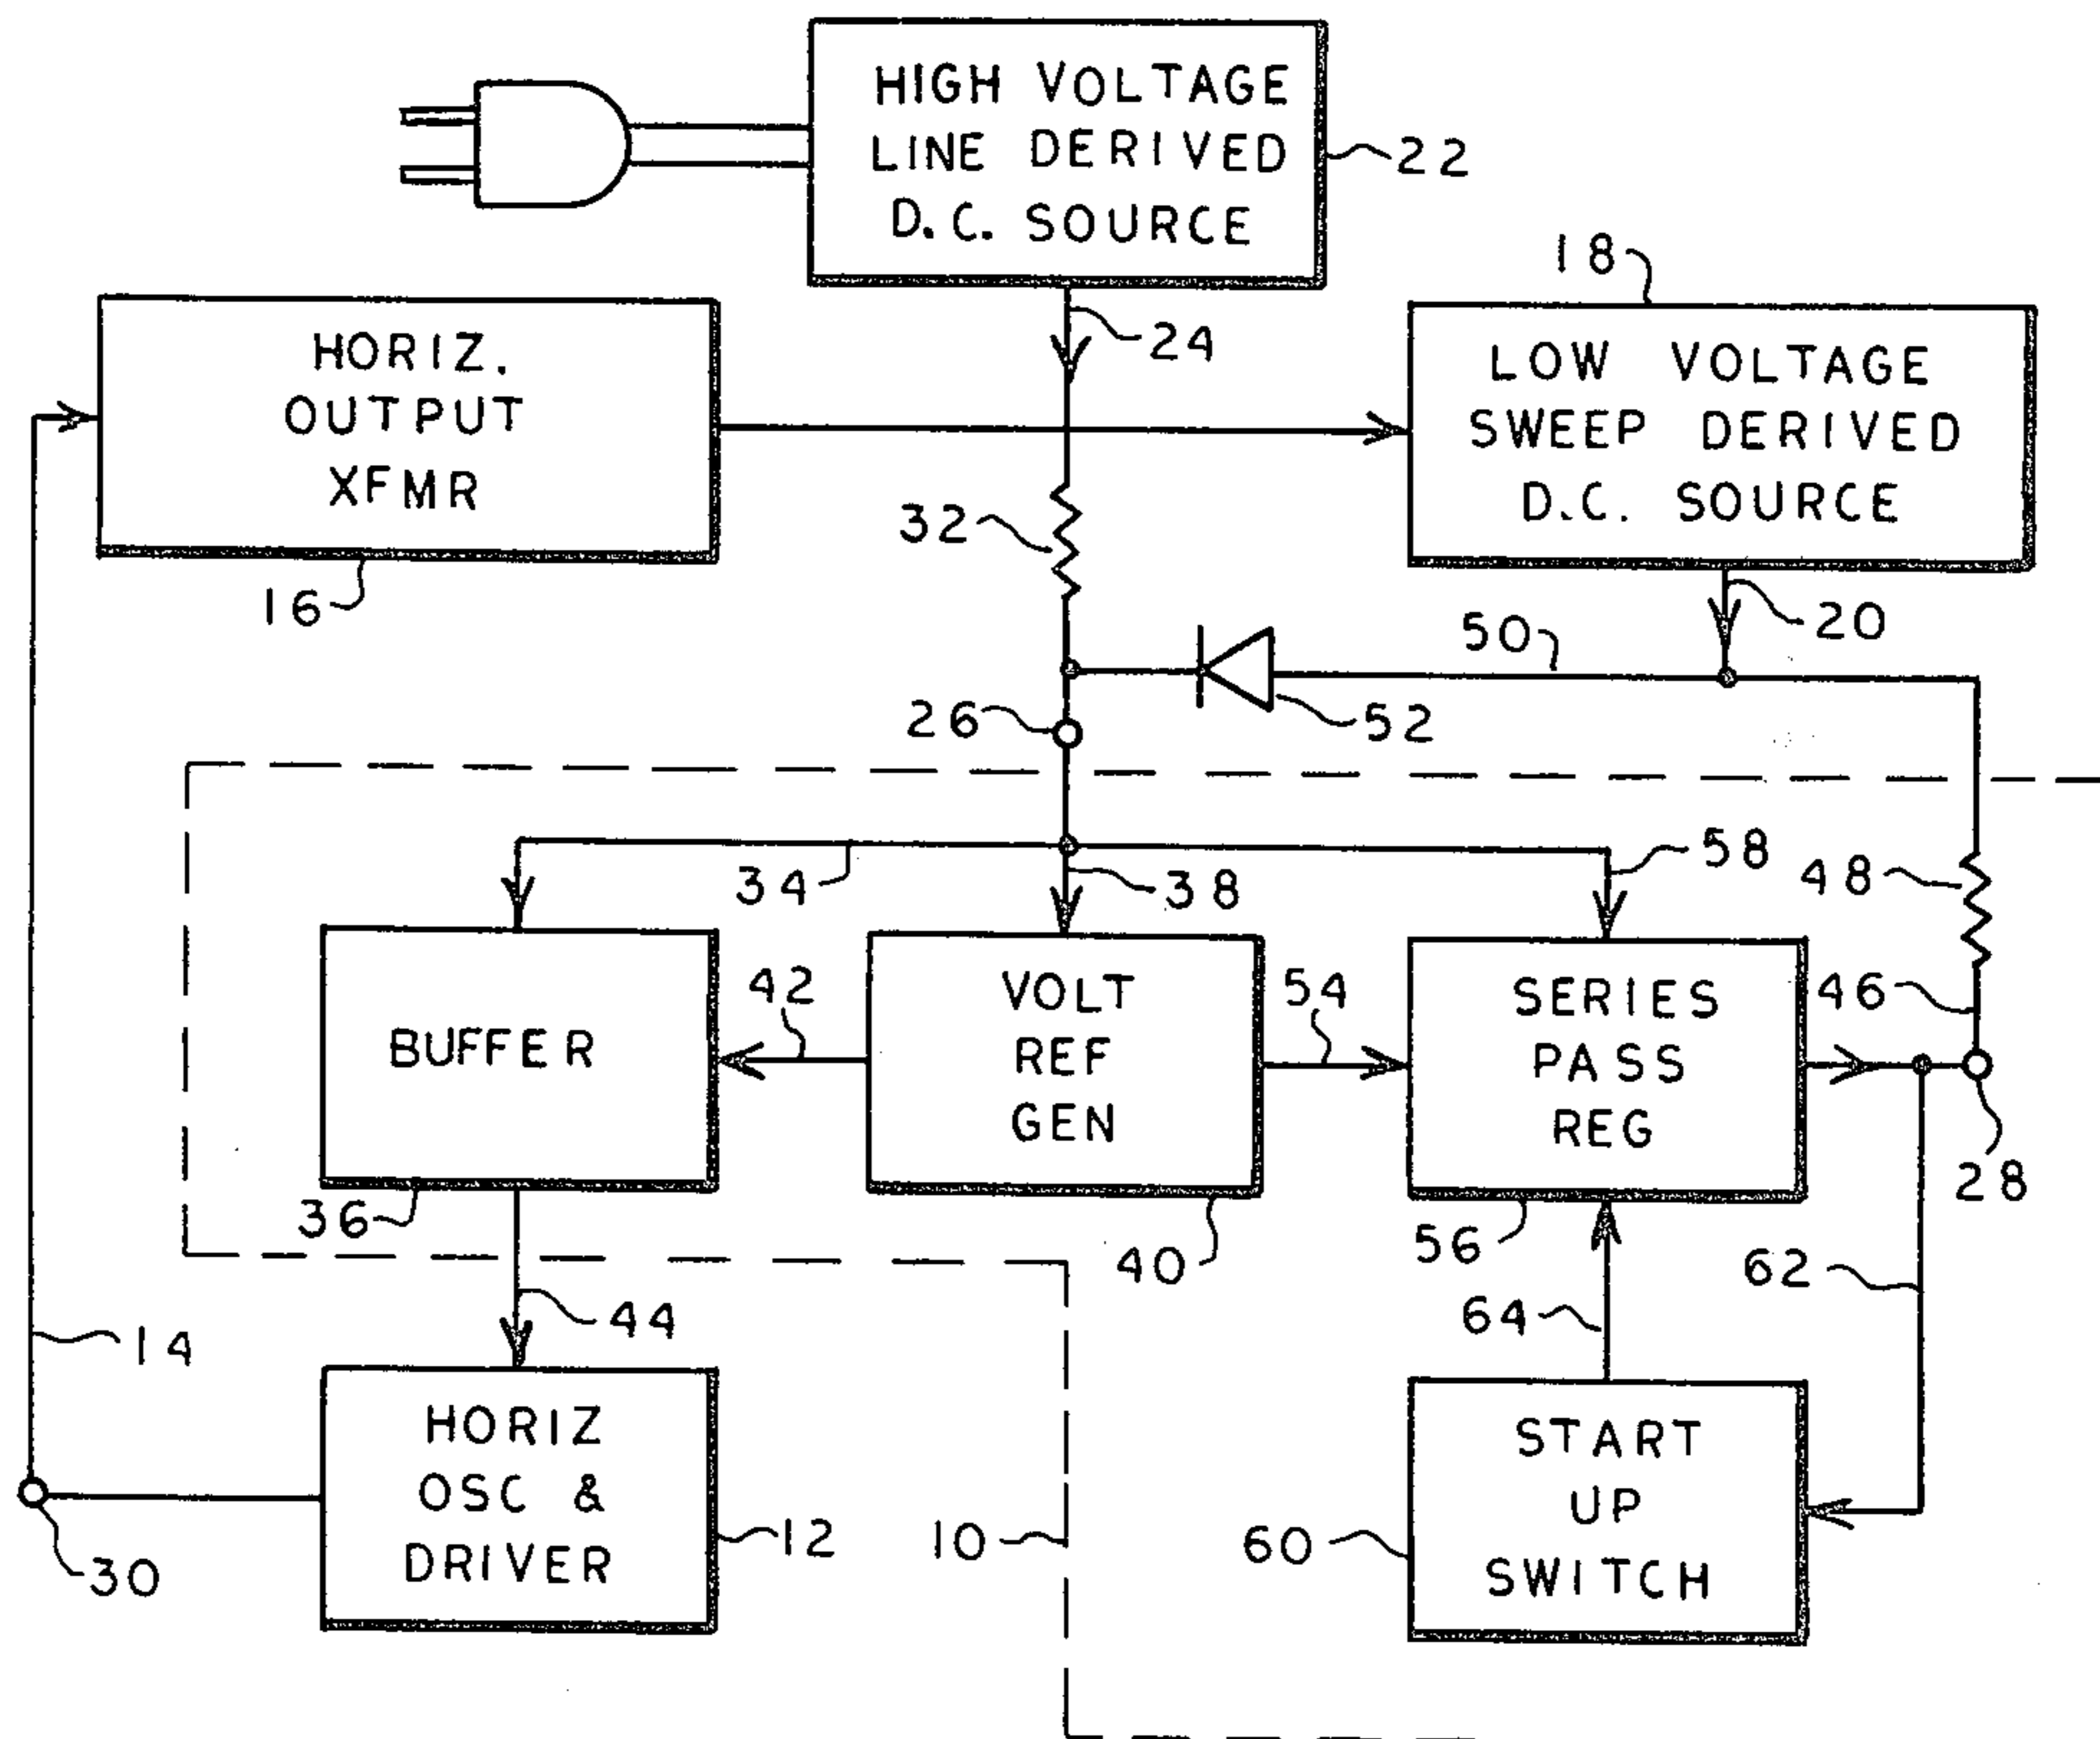 HIGH VOLTAGE
LINE DERIVED
D.C. SOURCE
22
18
HORIZ.
OUTPUT
XFMR
16
24
LOW VOLTAGE
SWEEP DERIVED
D.C. SOURCE
32
20
50
52
26
34
38
58
48
BUFFER
42
VOLT
REF
GEN
54
SERIES
PASS
REG
46
28
36
40
56
62
44
64
14
HORIZ
OSC &
DRIVER
12
10
60
START
UP
SWITCH
30